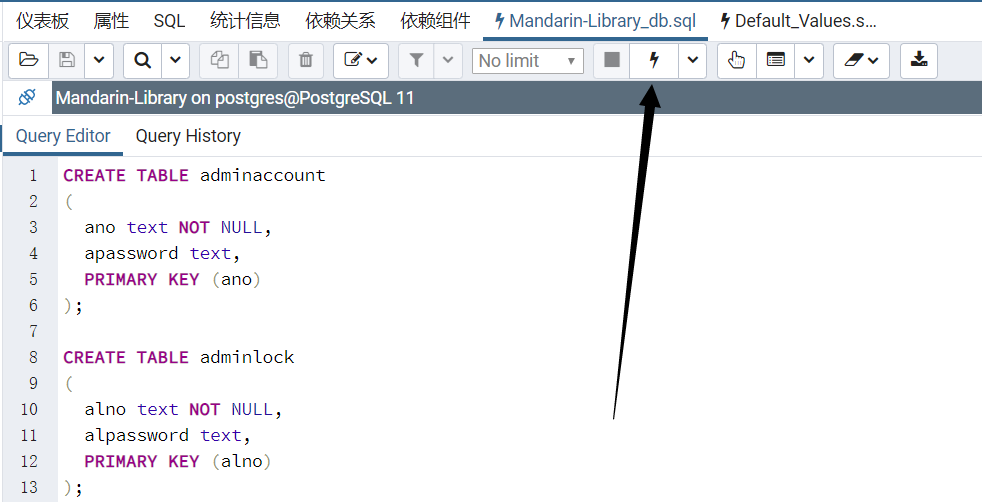 仪表板 属性 SQL 统计信息 依赖关系 依赖组件 Mandarin-Library_db.sql Default_Values.s...
No limit
Mandarin-Library on postgres@PostgreSQL 11
Query Editor Query History
1 CREATE TABLE adminaccount
2 (
3 ano text NOT NULL,
4 apassword text,
5 PRIMARY KEY (ano)
6 );
7
8 CREATE TABLE adminlock
9 (
10 alno text NOT NULL,
11 alpassword text,
12 PRIMARY KEY (alno)
13 );